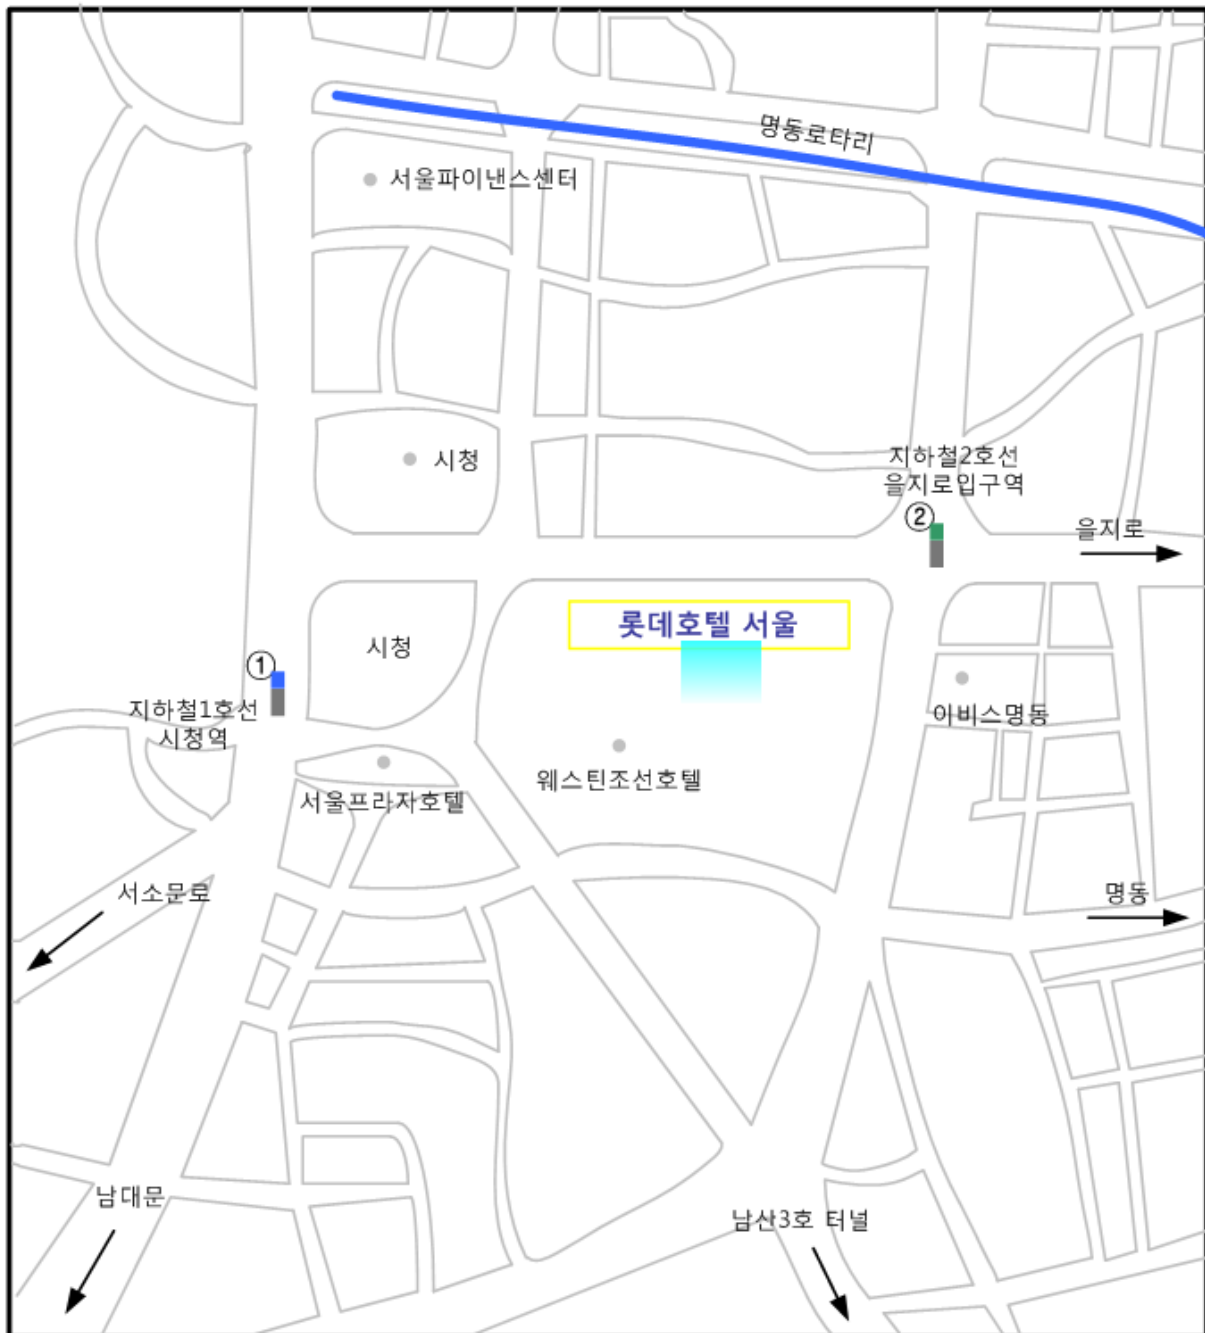 명동로타리
서울파이낸스센터
시청
지하철2호선
을지로입구역
②
을지로
롯데호텔 서울
시청
①
지하철1호선
시청역
이비스명동
서울프라자호텔
웨스틴조선호텔
서소문로
명동
남대문
남산3호 터널